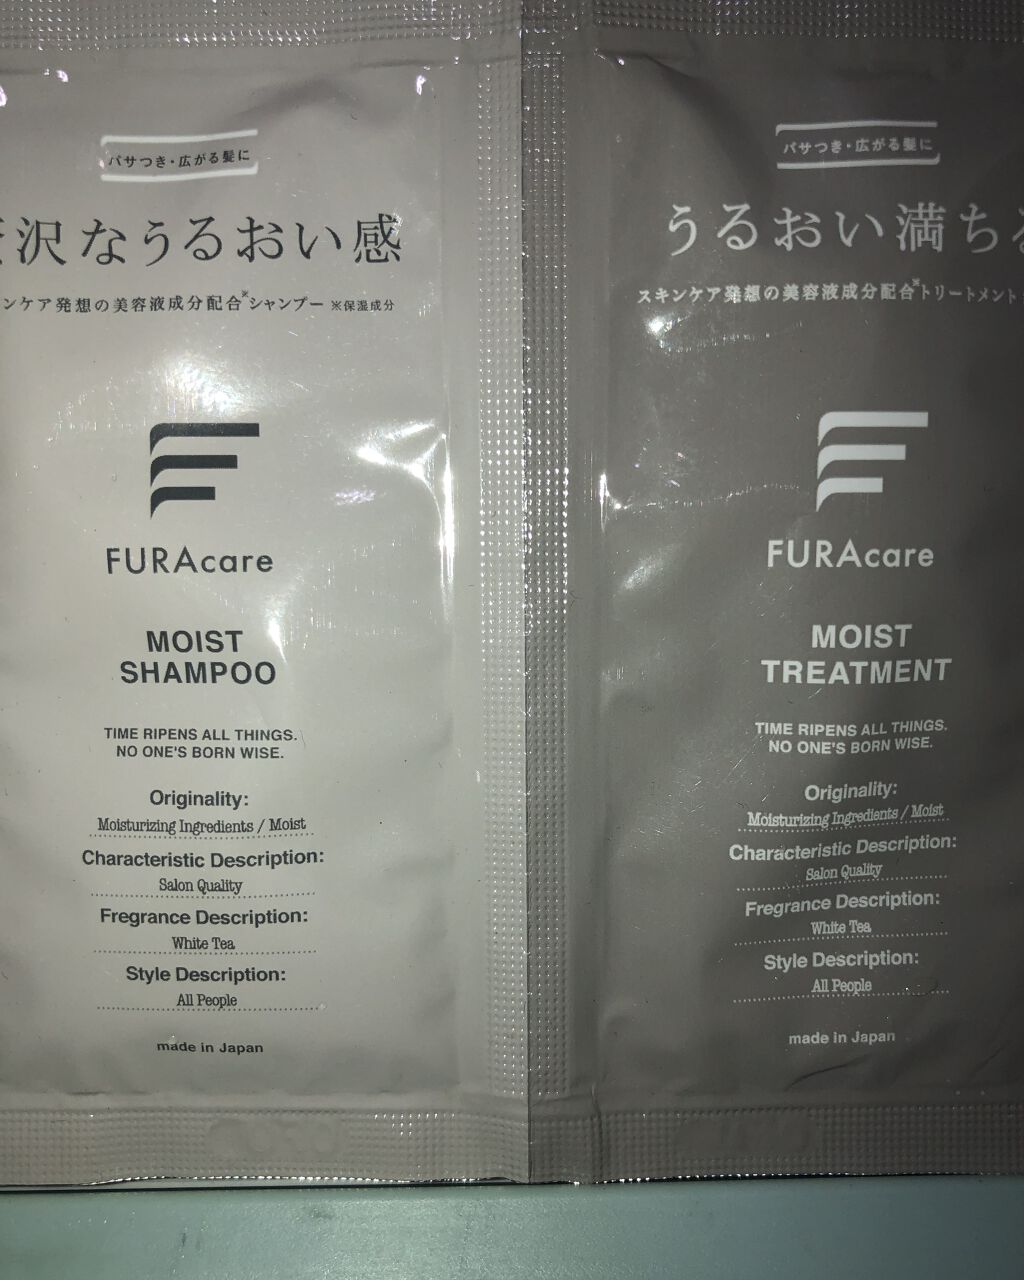 パサつき・広がる髪に
沢なうるおい感
ンケア発想の美容液成分配合※シャンプー ※保湿成分
FURAcare
MOIST
SHAMPOO
TIME RIPENS ALL THINGS.
NO ONE'S BORN WISE.
Originality:
Moisturizing Ingredients / Moist
Characteristic Description:
Salon Quality
Fregrance Description:
White Tea
Style Description:
All People
made in Japan
パサつき・広がる髪に
うるおい満ちる
スキンケア発想の美容液成分配合※トリートメント
FURAcare
MOIST
TREATMENT
TIME RIPENS ALL THINGS.
NO ONE'S BORN WISE.
Originality:
Moisturizing Ingredients / Moist
Characteristic Description:
Salon Quality
Fregrance Description:
White Tea
Style Description:
All People
made in Japan